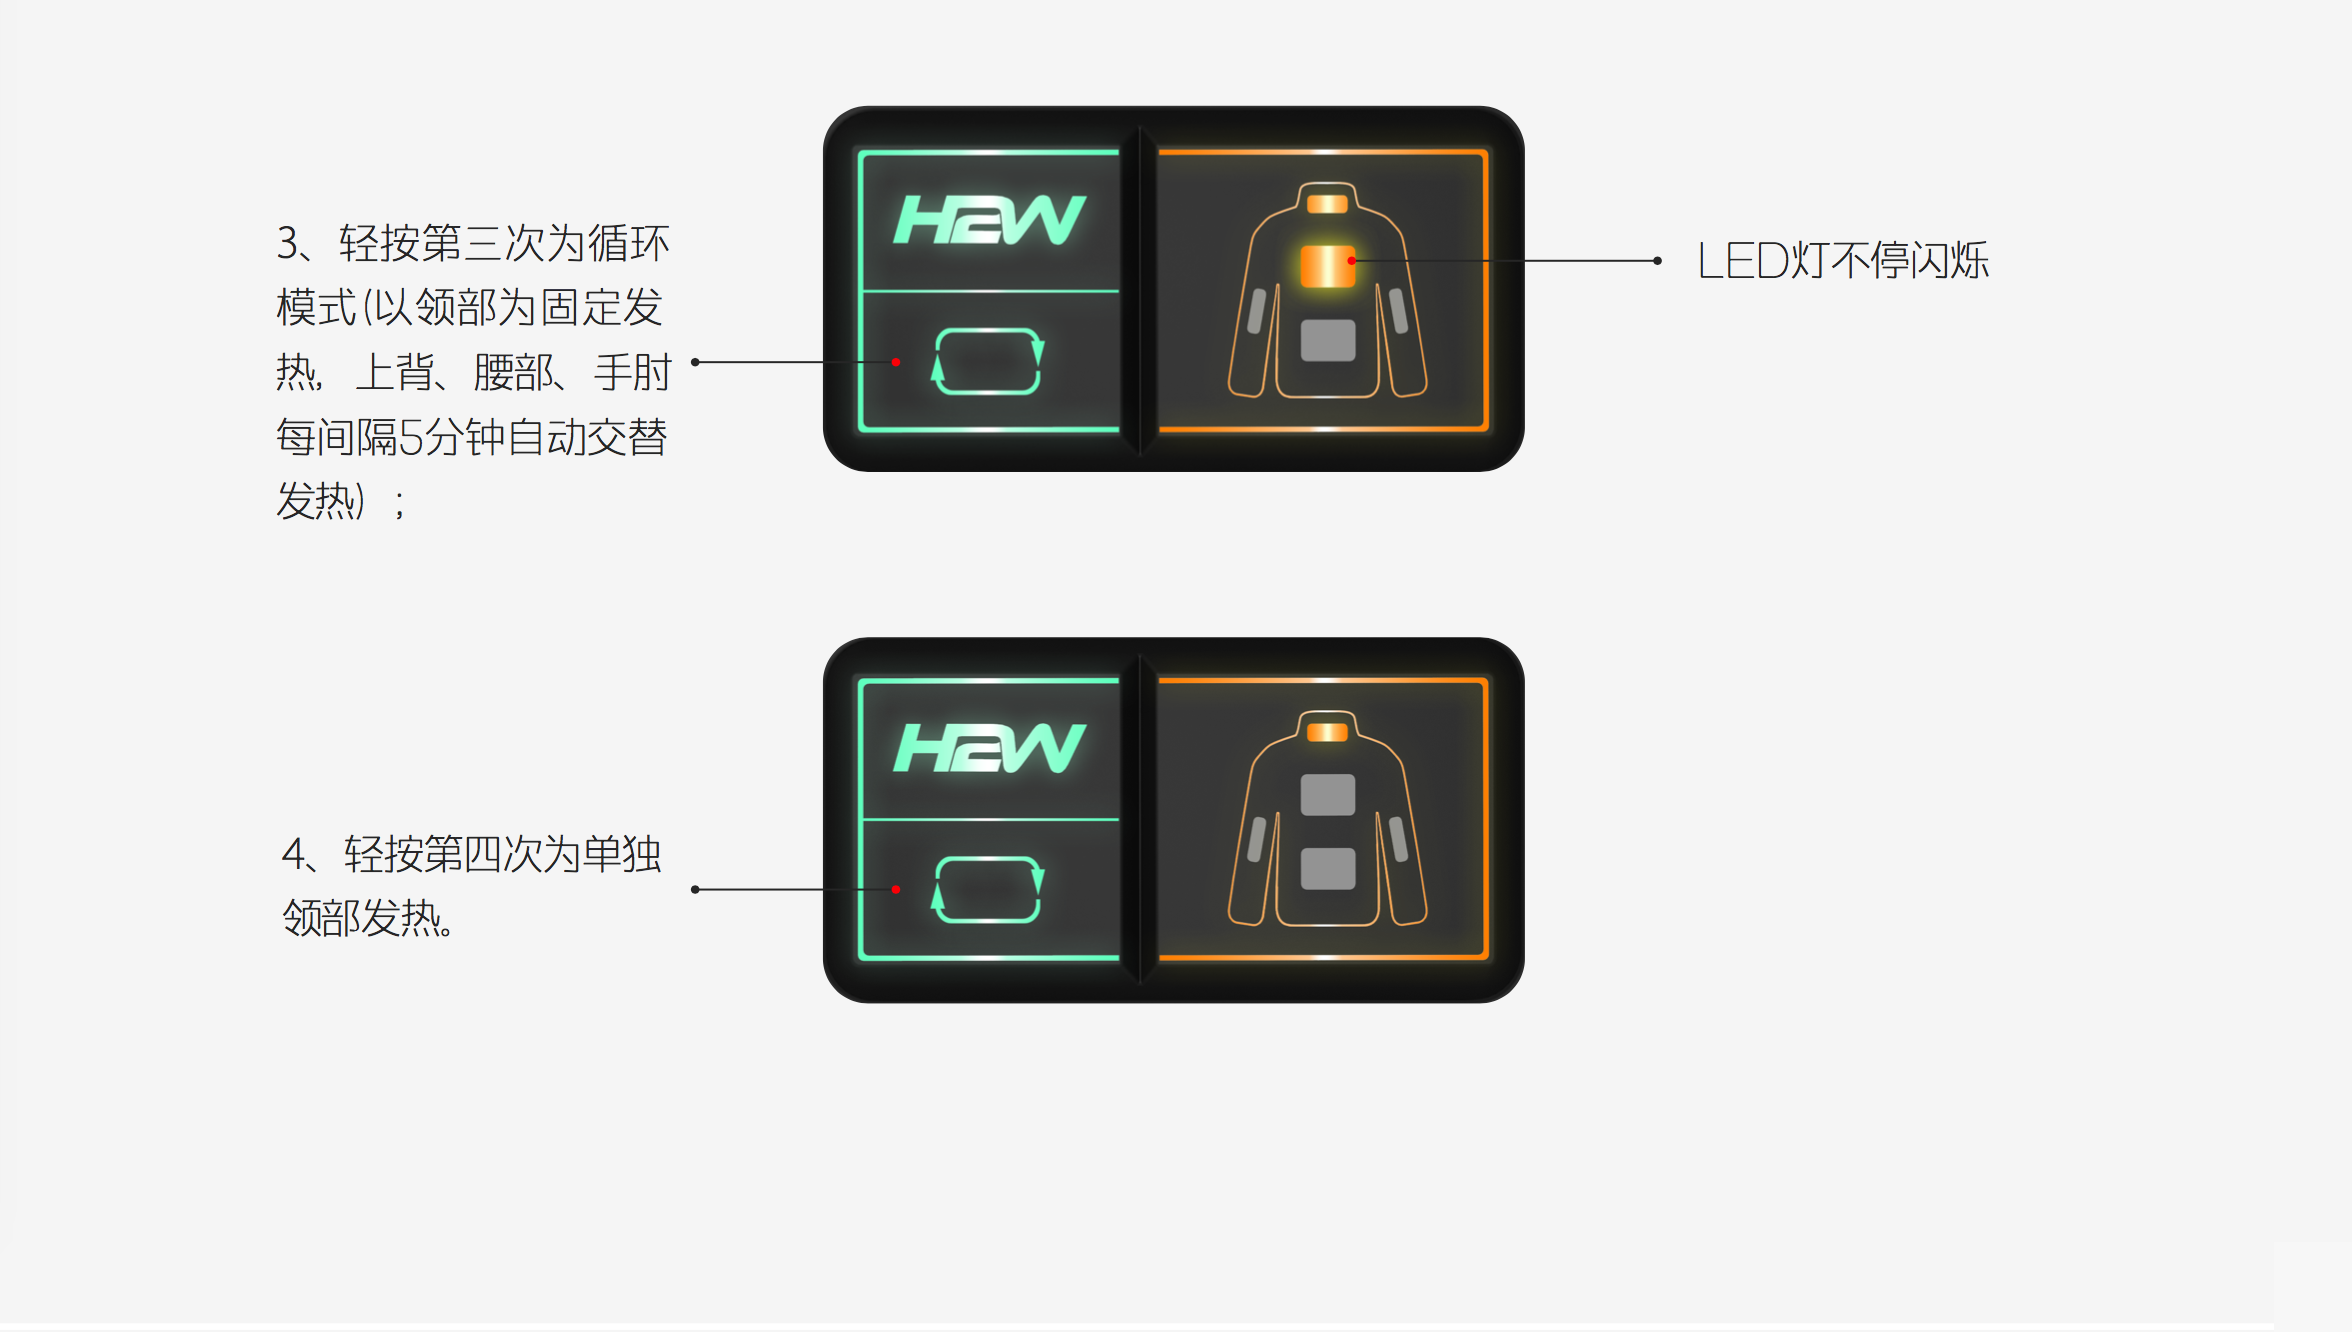 3、轻按第三次为循环
模式(以领部为固定发
热，上背、腰部、手肘
每间隔5分钟自动交替
发热)；
H2W
LED灯不停闪烁
4、轻按第四次为单独
领部发热。
H2W